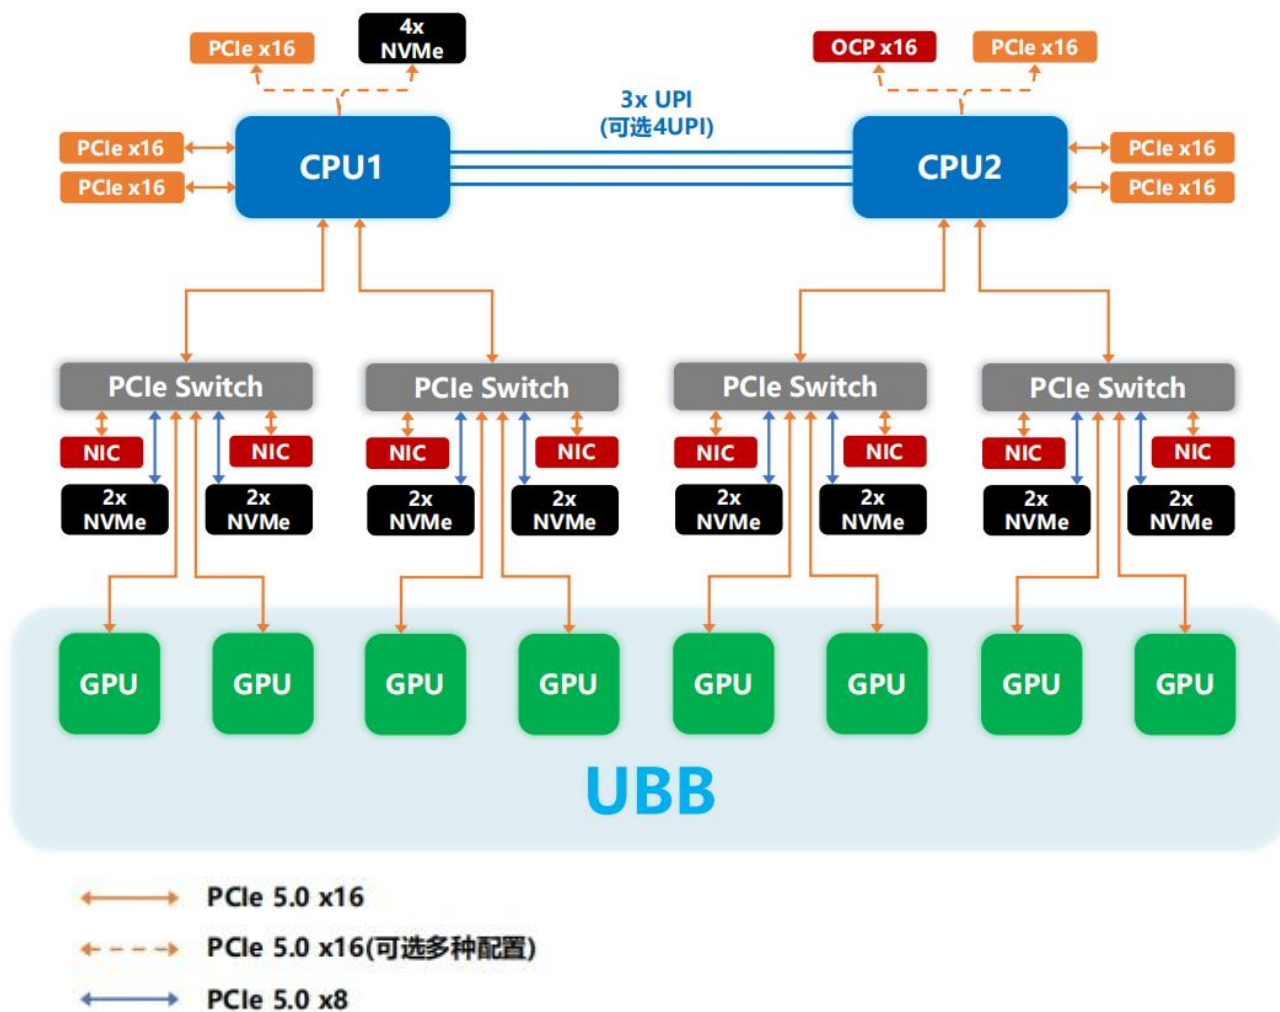 PCIe x16
4x
NVMe
OCP x16
PCIe x16
3x UPI
(可选4UPI)
PCIe x16
PCIe x16
CPU1
CPU2
PCIe x16
PCIe x16
PCIe Switch
PCIe Switch
PCIe Switch
PCIe Switch
NIC
NIC
NIC
NIC
NIC
NIC
NIC
NIC
2x
NVMe
2x
NVMe
2x
NVMe
2x
NVMe
2x
NVMe
2x
NVMe
2x
NVMe
2x
NVMe
GPU
GPU
GPU
GPU
GPU
GPU
GPU
GPU
UBB
PCIe 5.0 x16
PCIe 5.0 x16(可选多种配置)
PCIe 5.0 x8